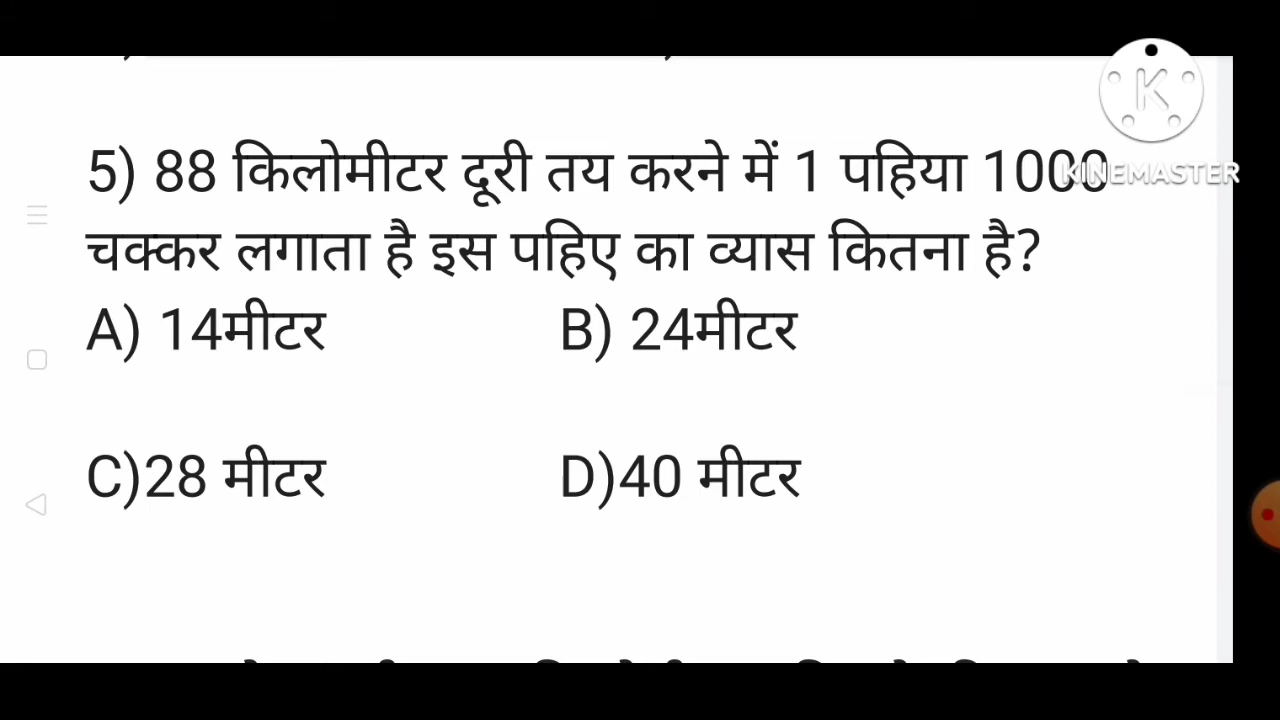 5) 88 किलोमीटर दूरी तय करने में 1 पहिया 1000
चक्कर लगाता है इस पहिए का व्यास कितना है?
A) 14मीटर B) 24मीटर
C)28 मीटर D)40 मीटर
K
KINEMASTER